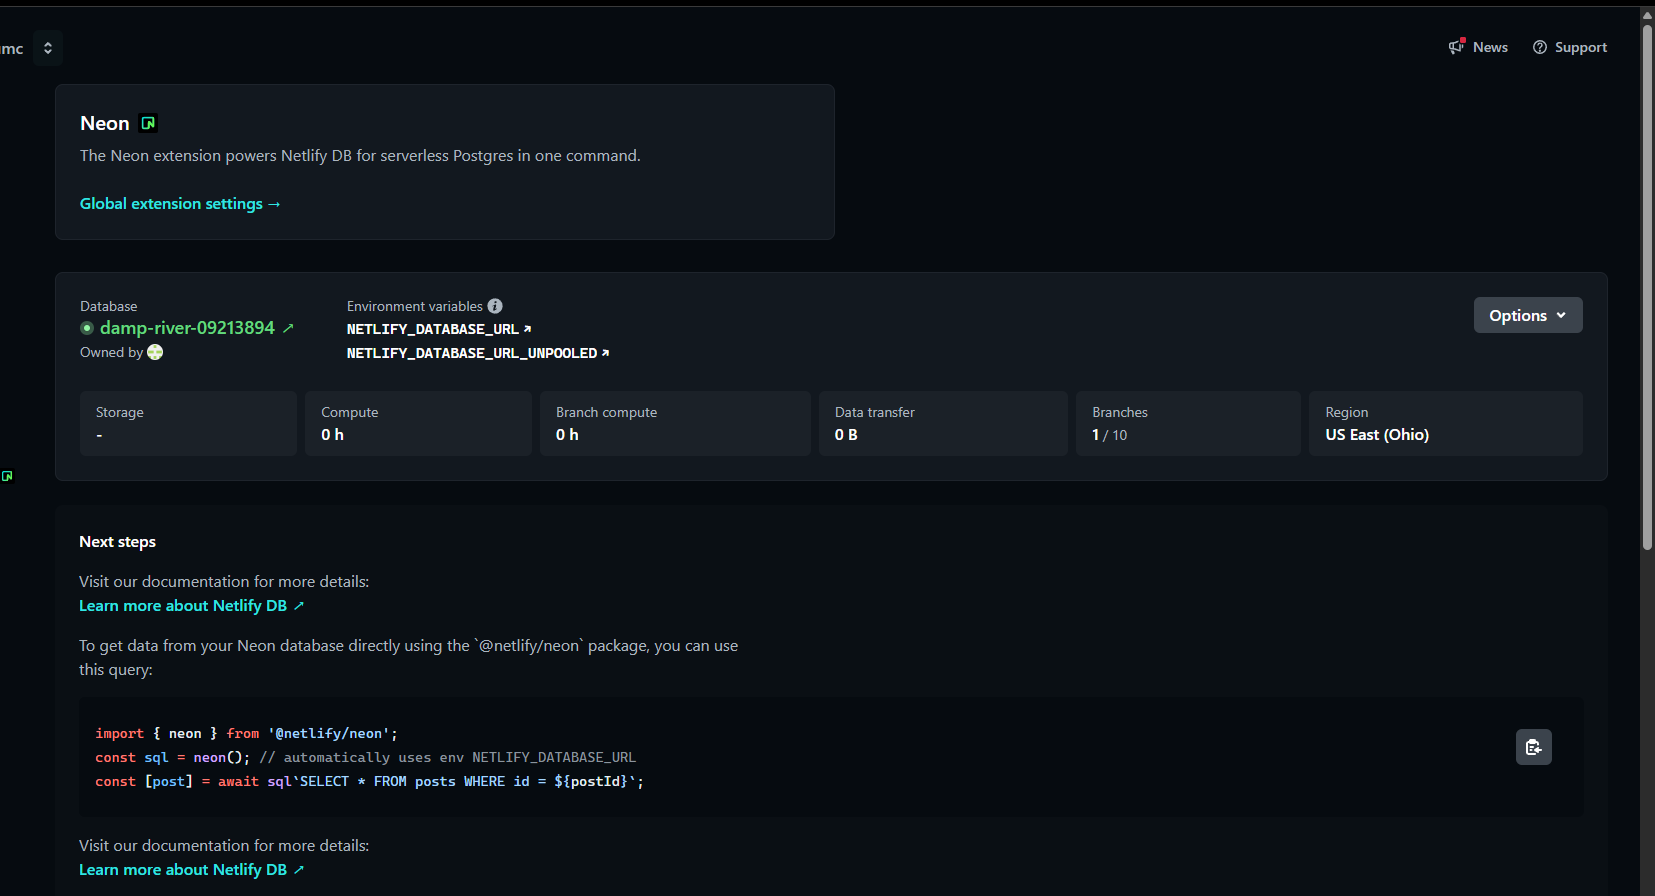 mc
News
Support
Neon
The Neon extension powers Netlify DB for serverless Postgres in one command.
Global extension settings →
Database
damp-river-09213894 ↗
Owned by
Environment variables
NETLIFY_DATABASE_URL ↗
NETLIFY_DATABASE_URL_UNPOOLED ↗
Options
Storage
-
Compute
0 h
Branch compute
0 h
Data transfer
0 B
Branches
1 / 10
Region
US East (Ohio)
Next steps
Visit our documentation for more details:
Learn more about Netlify DB ↗
To get data from your Neon database directly using the `@netlify/neon` package, you can use
this query:
import { neon } from '@netlify/neon';
const sql = neon(); // automatically uses env NETLIFY_DATABASE_URL
const [post] = await sql`SELECT * FROM posts WHERE id = ${postId}`;
Visit our documentation for more details:
Learn more about Netlify DB ↗